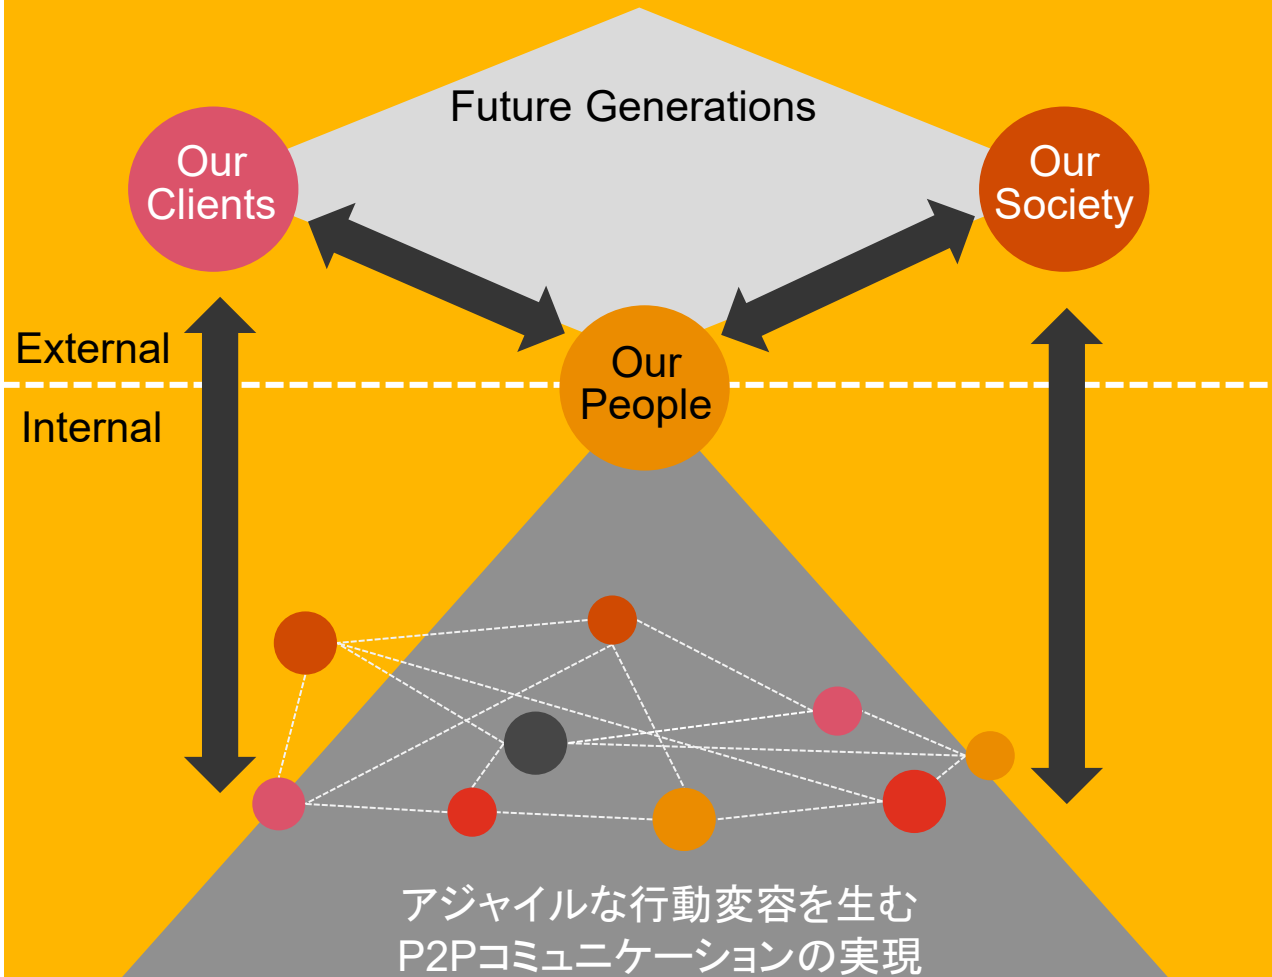 Future Generations
Our
Clients
Our
Society
External
Our
People
Internal
アジャイルな行動変容を生む
P2Pコミュニケーションの実現